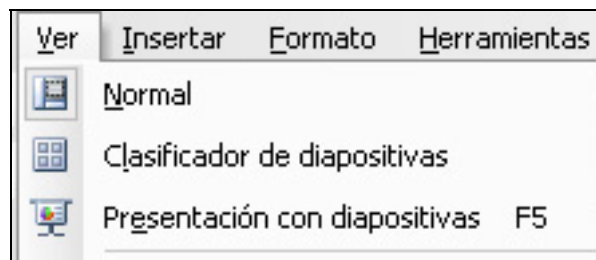 Ver Insertar Formato Herramientas
Normal
Clasificador de diapositivas
Presentación con diapositivas F5